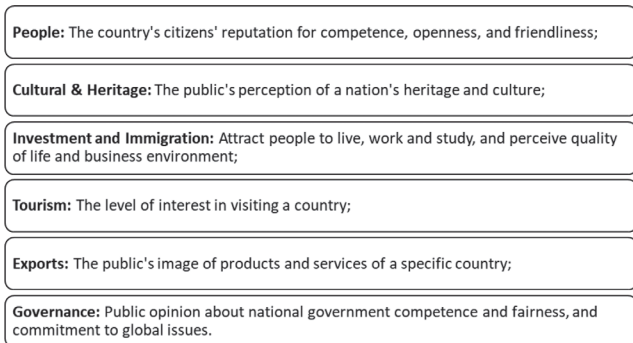 People: The country's citizens' reputation for competence, openness, and friendliness;
Cultural & Heritage: The public's perception of a nation's heritage and culture;
Investment and Immigration: Attract people to live, work and study, and perceive quality
of life and business environment;
Tourism: The level of interest in visiting a country;
Exports: The public's image of products and services of a specific country;
Governance: Public opinion about national government competence and fairness, and
commitment to global issues.